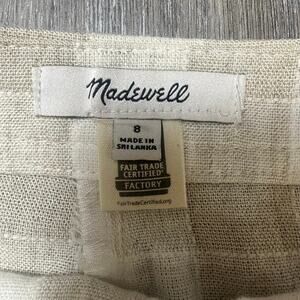 Madewell
8
MADE IN
SRI LANKA
FAIR TRADE
CERTIFIED®
FACTORY
FairTradeCertified.org